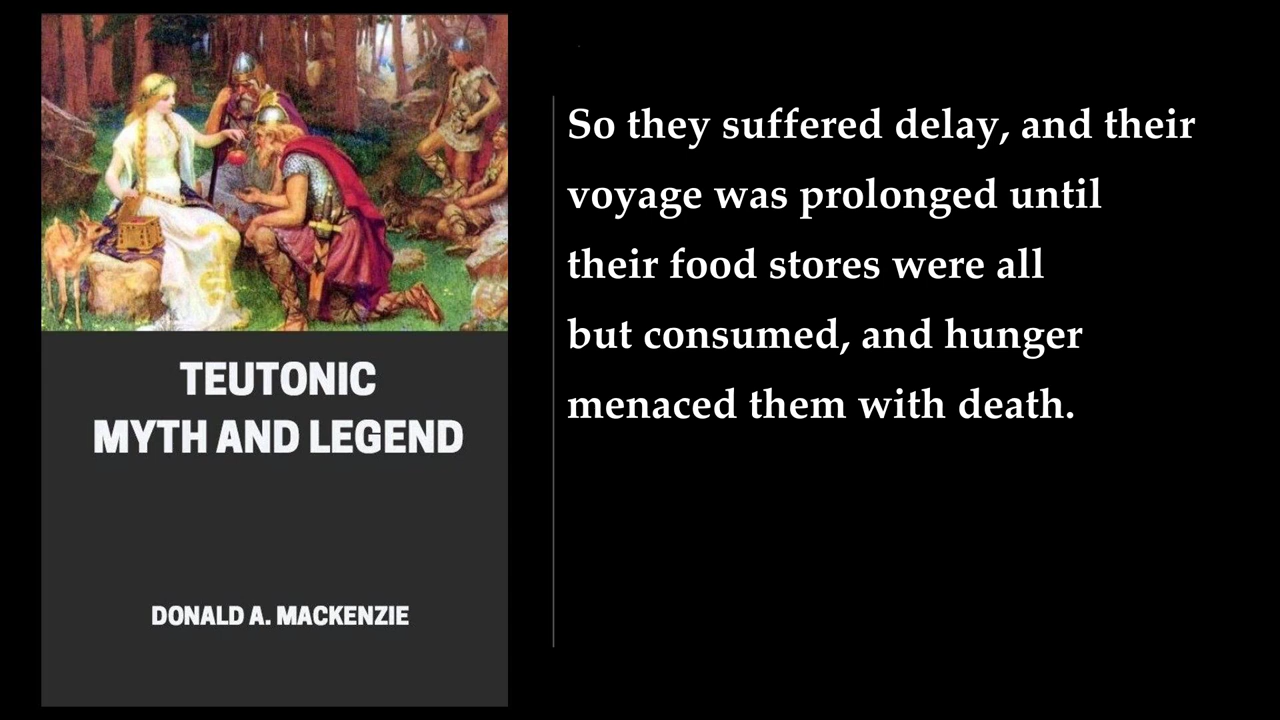 TEUTONIC
MYTH AND LEGEND
DONALD A. MACKENZIE
So they suffered delay, and their
voyage was prolonged until
their food stores were all
but consumed, and hunger
menaced them with death.